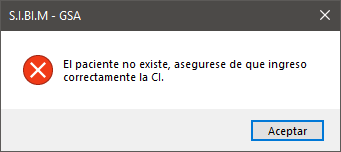 S.I.BI.M - GSA
El paciente no existe, asegurese de que ingreso
correctamente la CI.
Aceptar